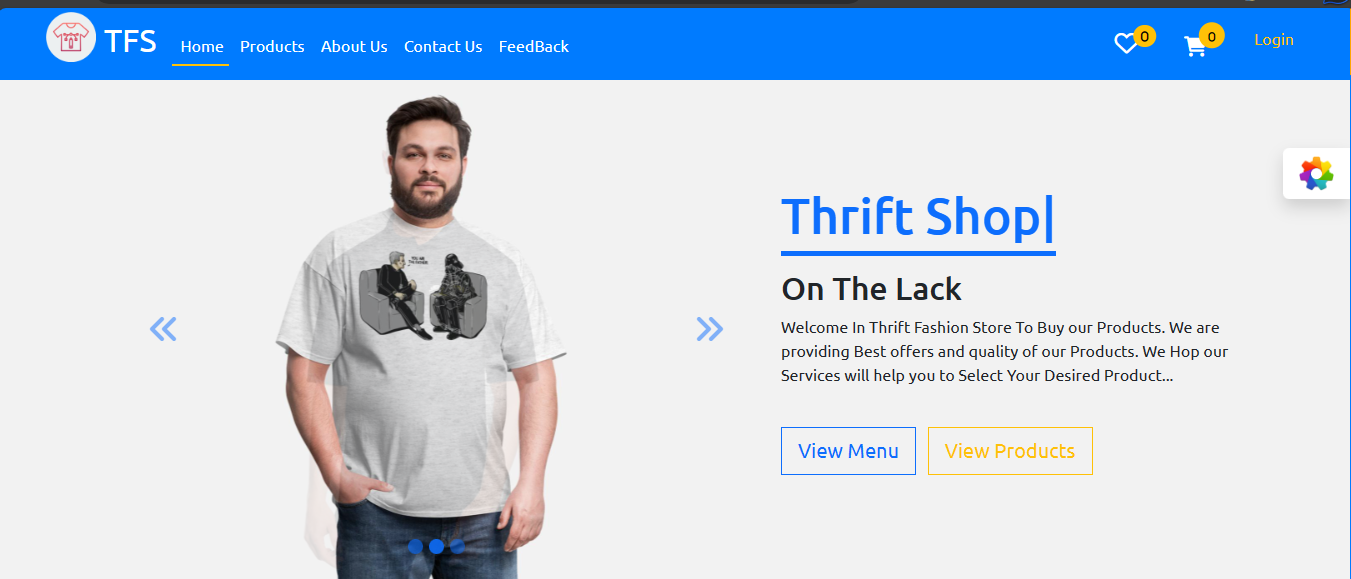 TFS
Home Products About Us Contact Us FeedBack
0
0
Login
Thrift Shop|
On The Lack
Welcome In Thrift Fashion Store To Buy our Products. We are
providing Best offers and quality of our Products. We Hop our
Services will help you to Select Your Desired Product...
View Menu
View Products
YOU ARE
THE FATHER